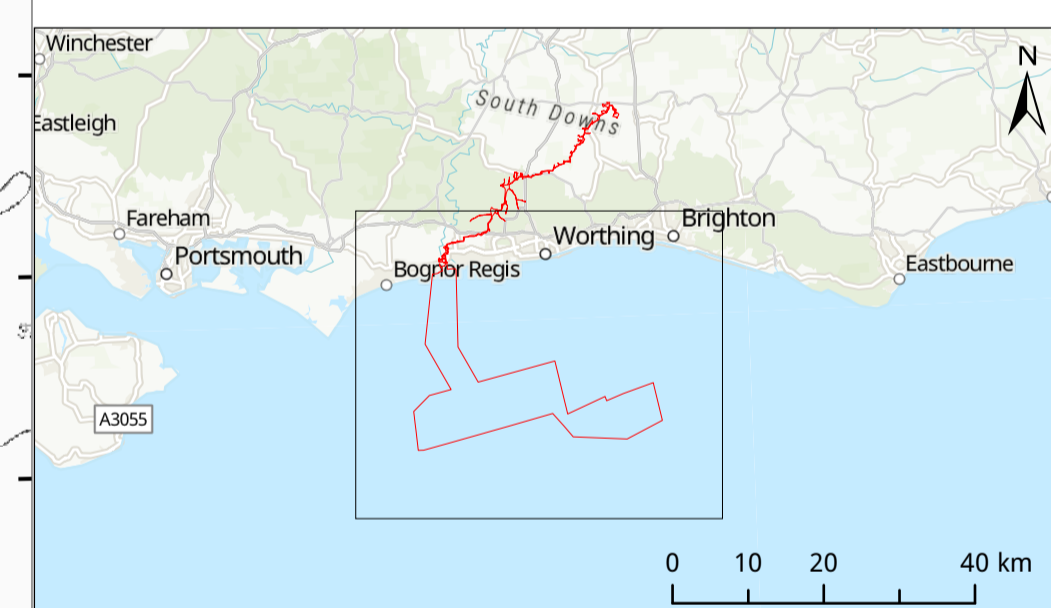 Winchester
N
South Downs
Eastleigh
Fareham
Brighton
Portsmouth
Worthing
Bognor Regis
Eastbourne
A3055
0 10 20 40 km